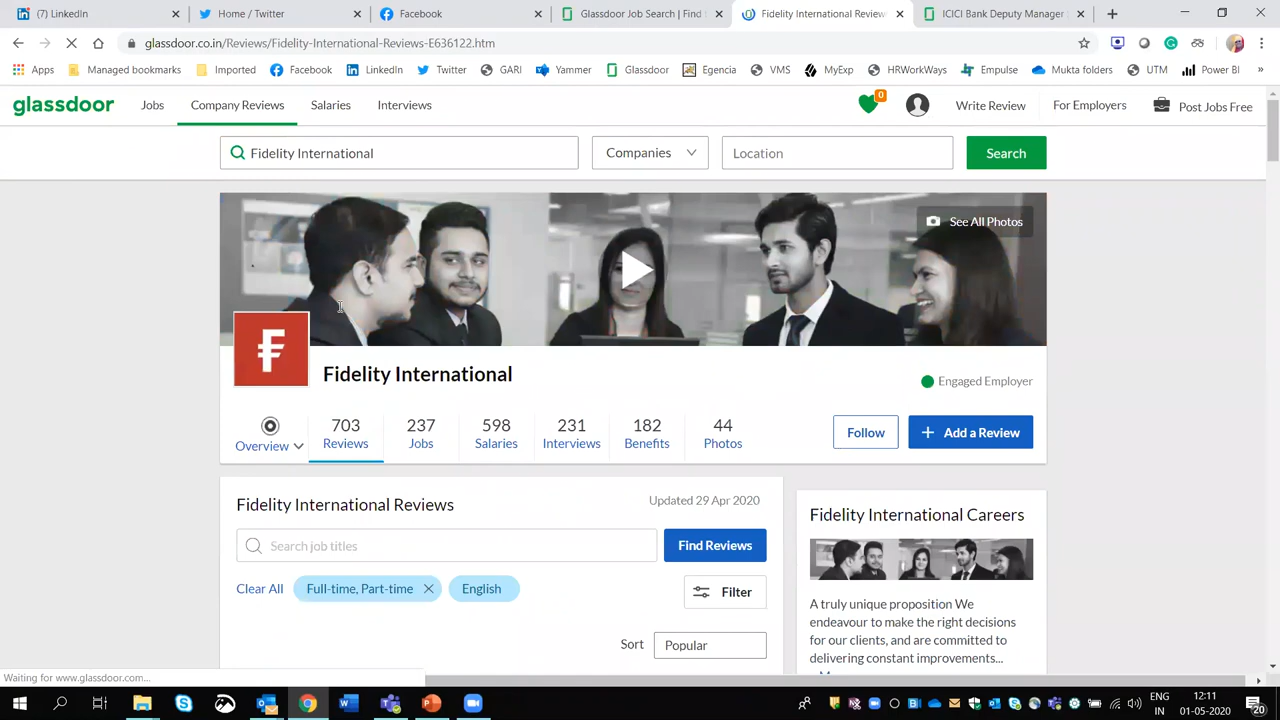 (7) LinkedIn
Home / Twitter
Facebook
Glassdoor Job Search | Find
Fidelity International Review
ICICI Bank Deputy Manager
glassdoor.co.in/Reviews/Fidelity-International-Reviews-E636122.htm
Apps Managed bookmarks Imported Facebook LinkedIn Twitter GARI Yammer Glassdoor Egencia VMS MyExp HRWorkWays Empulse Mukta folders UTM Power BI »
glassdoor Jobs Company Reviews Salaries Interviews 0 Write Review For Employers Post Jobs Free
Fidelity International Companies Location Search
See All Photos
Fidelity International
Engaged Employer
703 237 598 231 182 44
Overview Reviews Jobs Salaries Interviews Benefits Photos
Follow + Add a Review
Fidelity International Reviews
Updated 29 Apr 2020
Search job titles Find Reviews
Clear All Full-time, Part-time English Filter
Sort Popular
Fidelity International Careers
A truly unique proposition We
endeavour to make the right decisions
for our clients, and are committed to
delivering constant improvements...
Waiting for www.glassdoor.com...
ENG
IN
12:11
01-05-2020
20